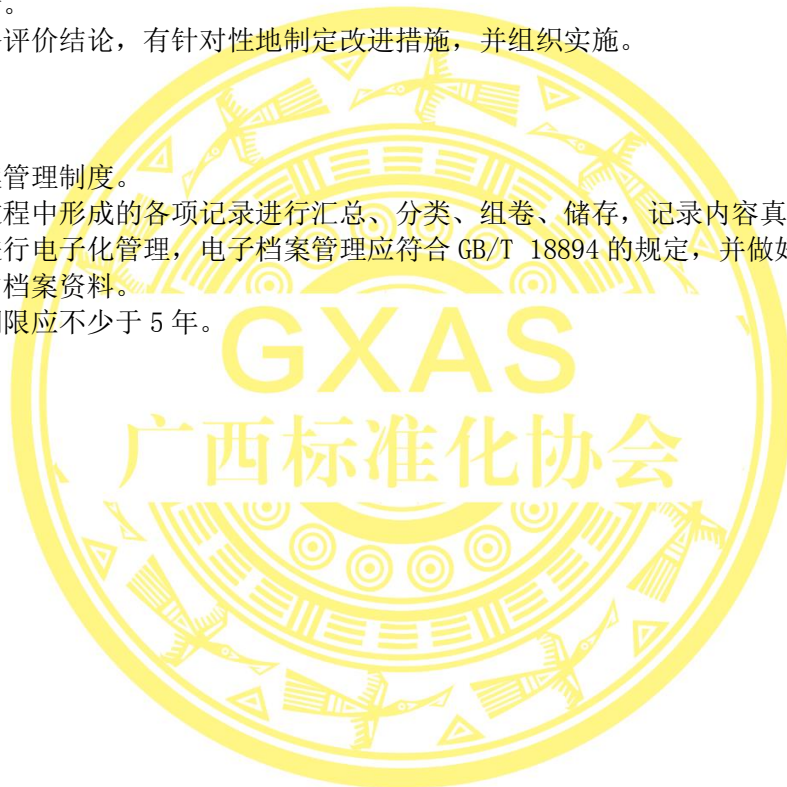 。
评价结论，有针对性地制定改进措施，并组织实施。
管理制度。
程中形成的各项记录进行汇总、分类、组卷、储存，记录内容真
行电子化管理，电子档案管理应符合 GB/T 18894 的规定，并做好
档案资料。
限应不少于 5 年。
GXAS
广西标准化协会